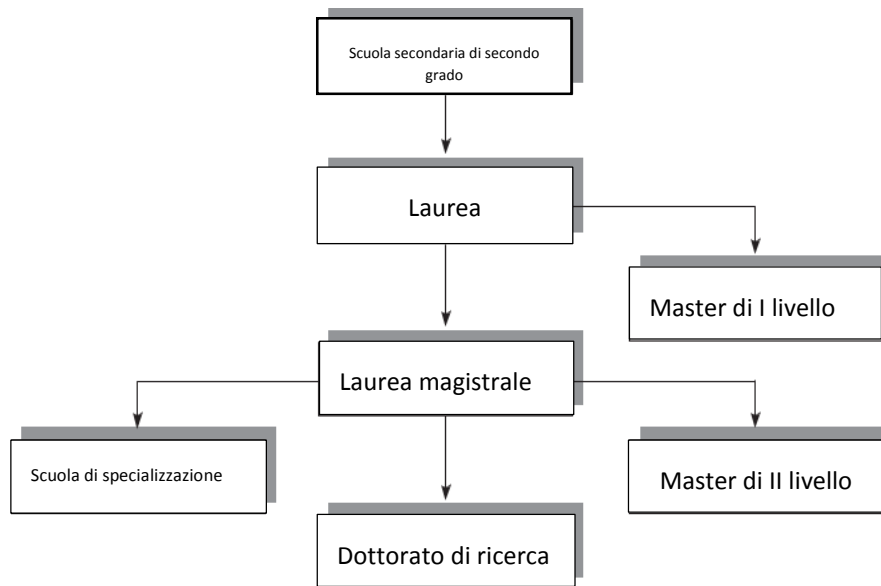 Scuola secondaria di secondo
grado
Laurea
Master di I livello
Laurea magistrale
Scuola di specializzazione
Master di II livello
Dottorato di ricerca